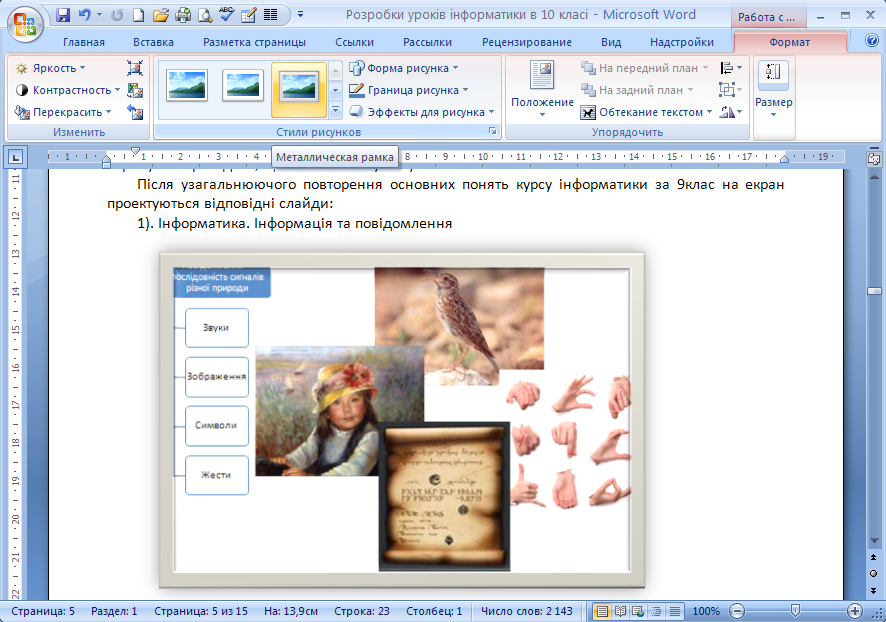 Розробки уроків інформатики в 10 класі - Microsoft Word
Работа с ...
Главная Вставка Разметка страницы Ссылки Рассылки Рецензирование Вид Надстройки Формат
Яркость
Контрастность
Перекрасить
Изменить
Форма рисунка
Граница рисунка
Эффекты для рисунка
Стили рисунков
Положение
На передний план
На задний план
Обтекание текстом
Упорядочить
Размер
Металлическая рамка
Після узагальнюючого повторення основних понять курсу інформатики за 9клас на екран
проектуються відповідні слайди:
1). Інформатика. Інформація та повідомлення
послідовність сигналів
різної природи
Звуки
Зображення
Символи
Жести
Страница: 5 Раздел: 1 Страница: 5 из 15 На: 13,9см Строка: 23 Столбец: 1 Число слов: 2 143 100%